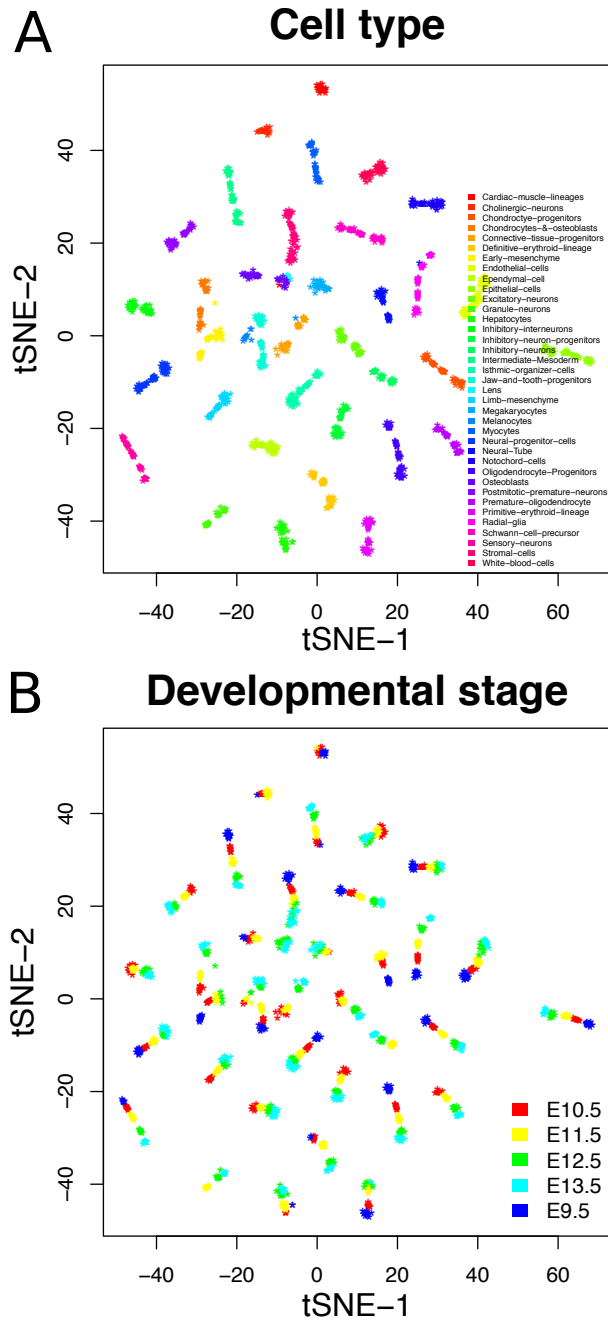 A
Cell type
tSNE−2
40
20
0
−20
−40
Cardiac−muscle−lineages
Cholinergic−neurons
Chondroctye−progenitors
Chondrocytes−&−osteoblasts
Connective−tissue−progenitors
Definitive−erythroid−lineage
Early−mesenchyme
Endothelial−cells
Ependymal−cell
Epithelial−cells
Excitatory−neurons
Granule−neurons
Hepatocytes
Inhibitory−interneurons
Inhibitory−neuron−progenitors
Inhibitory−neurons
Intermediate−Mesoderm
Isthmic−organizer−cells
Jaw−and−tooth−progenitors
Lens
Limb−mesenchyme
Megakaryocytes
Melanocytes
Myocytes
Neural−progenitor−cells
Neural−Tube
Notochord−cells
Oligodendrocyte−Progenitors
Osteoblasts
Postmitotic−premature−neurons
Premature−oligodendrocyte
Primitive−erythroid−lineage
Radial−glia
Schwann−cell−precursor
Sensory−neurons
Stromal−cells
White−blood−cells
−40 −20 0 20 40 60
tSNE−1
B
Developmental stage
tSNE−2
40
20
0
−20
−40
E10.5
E11.5
E12.5
E13.5
E9.5
−40 −20 0 20 40 60
tSNE−1